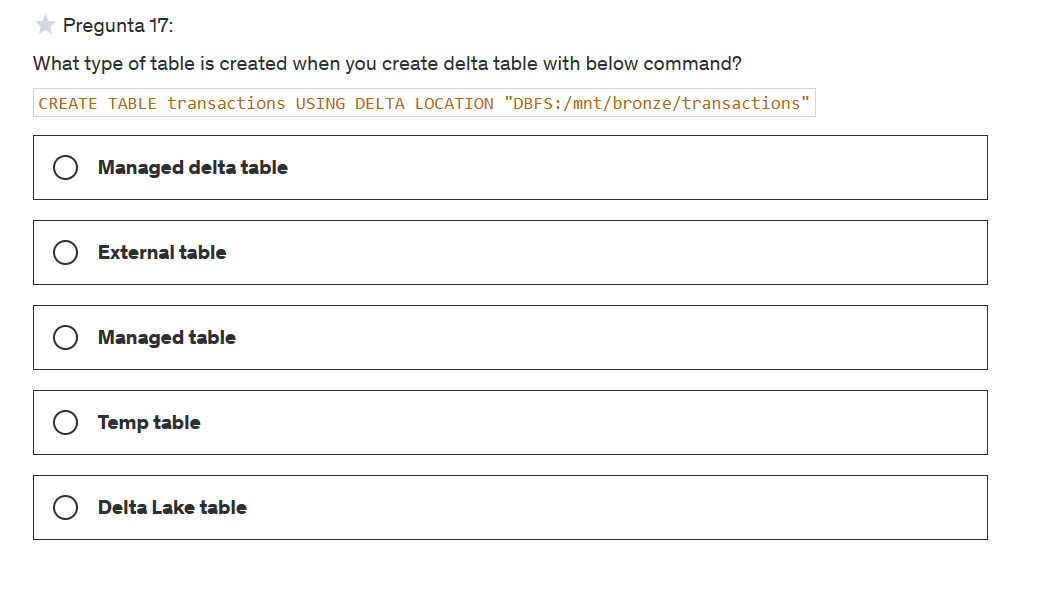 Pregunta 17:
What type of table is created when you create delta table with below command?
CREATE TABLE transactions USING DELTA LOCATION "DBFS:/mnt/bronze/transactions"
Managed delta table
External table
Managed table
Temp table
Delta Lake table